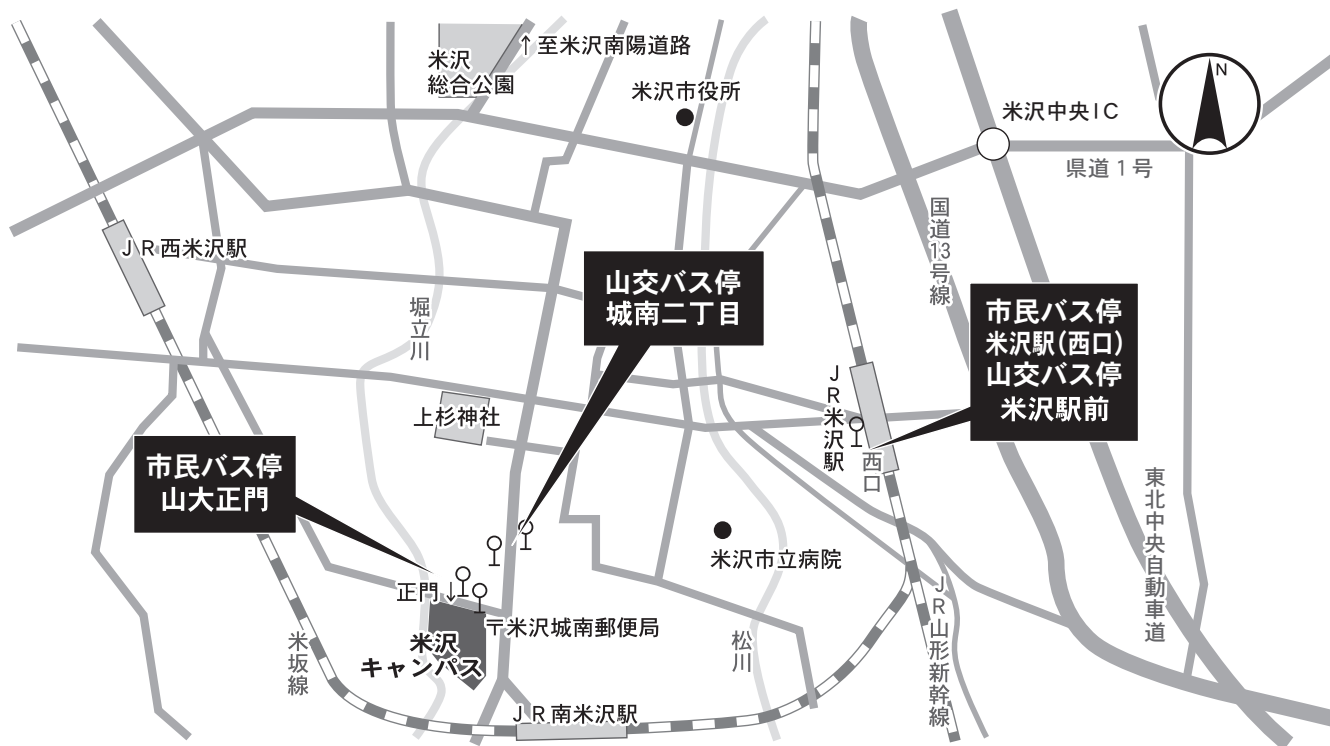 ↑至米沢南陽道路
米沢
総合公園
米沢市役所
N
米沢中央IC
県道1号
国道13号線
JR西米沢駅
堀立川
山交バス停
城南二丁目
市民バス停
米沢駅(西口)
山交バス停
米沢駅前
JR米沢駅
西口
上杉神社
市民バス停
山大正門
東北中央自動車道
米沢市立病院
正門↓
〒米沢城南郵便局
米沢
キャンパス
米坂線
松川
JR山形新幹線
JR南米沢駅